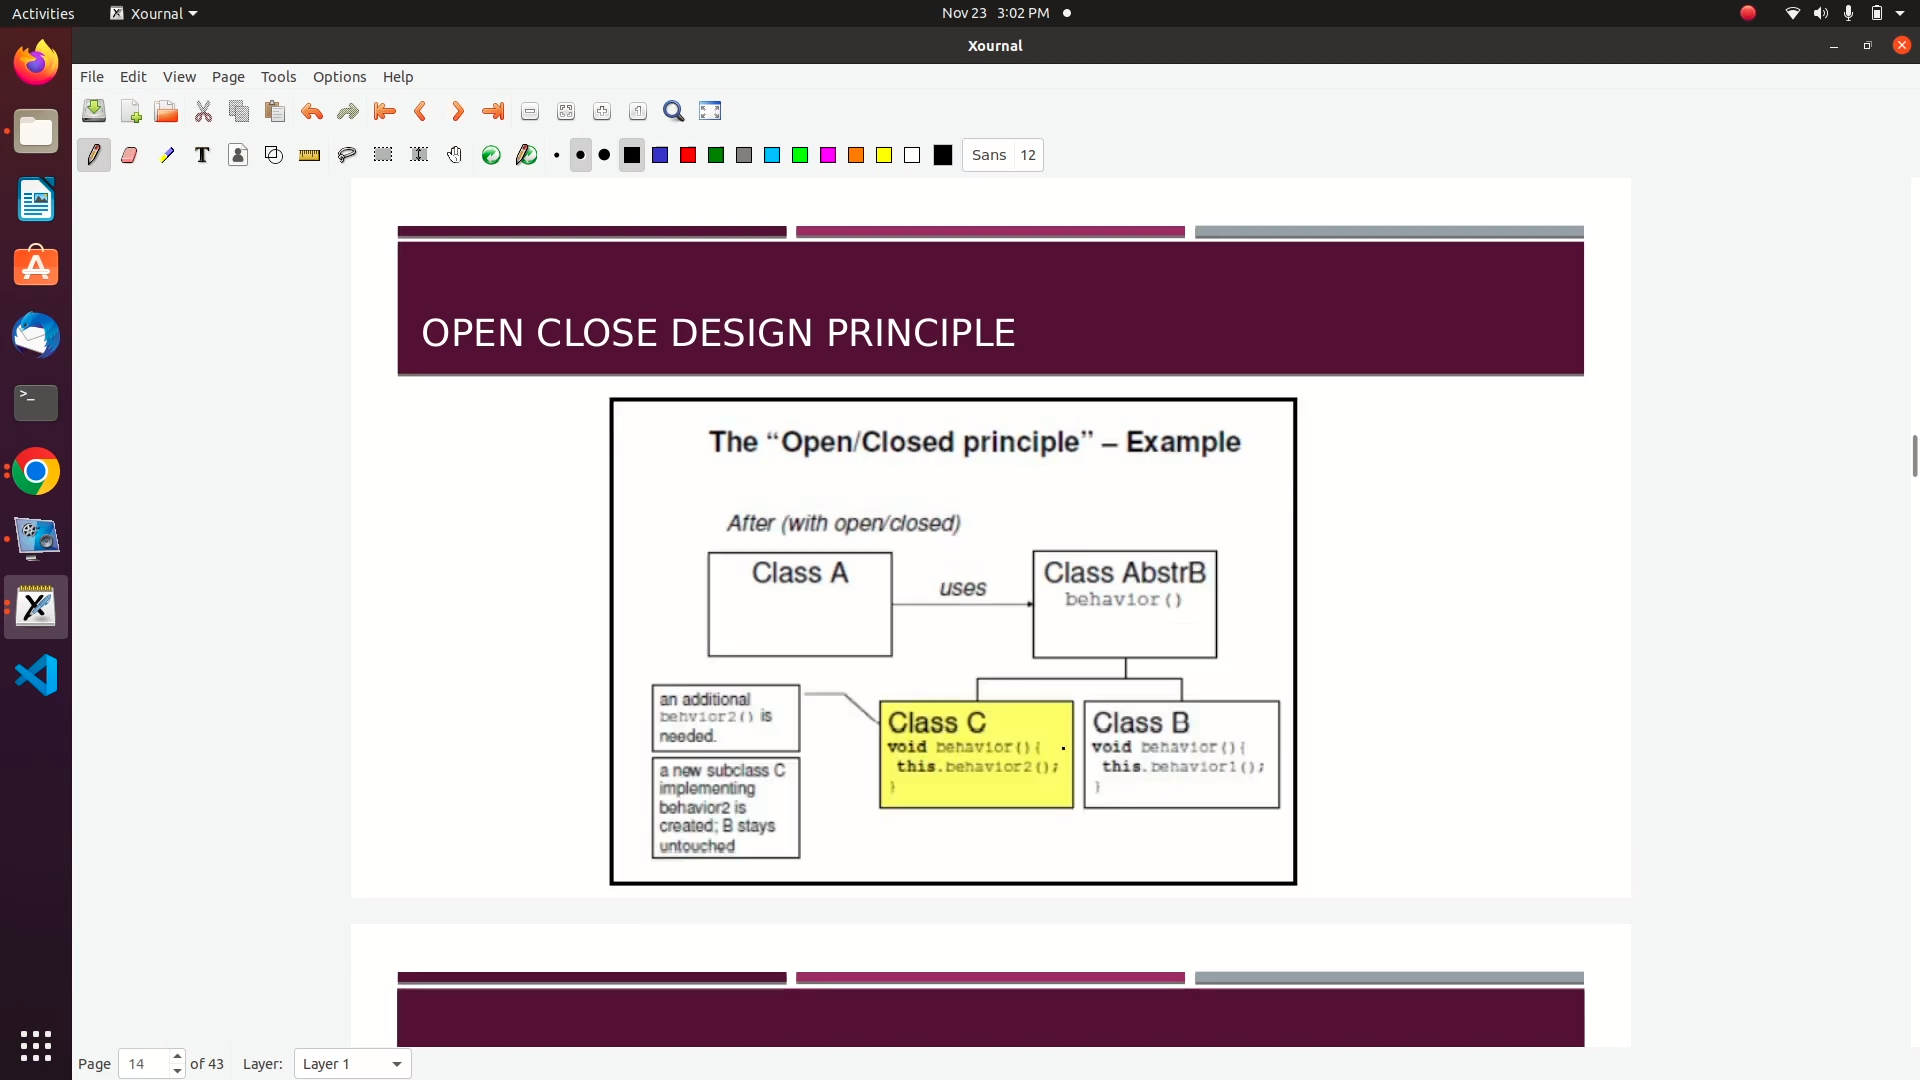 Activities Xournal Nov 23 3:02 PM
Xournal
File Edit View Page Tools Options Help
T Sans 12
OPEN CLOSE DESIGN PRINCIPLE
The “Open/Closed principle” – Example
After (with open/closed)
Class A
uses
Class AbstrB
behavior()
an additional
behvior2() is
needed.
a new subclass C
implementing
behavior2 is
created; B stays
untouched
Class C
void behavior(){
this.behavior2();
}
Class B
void behavior(){
this.behavior1();
}
Page 14 of 43 Layer: Layer 1